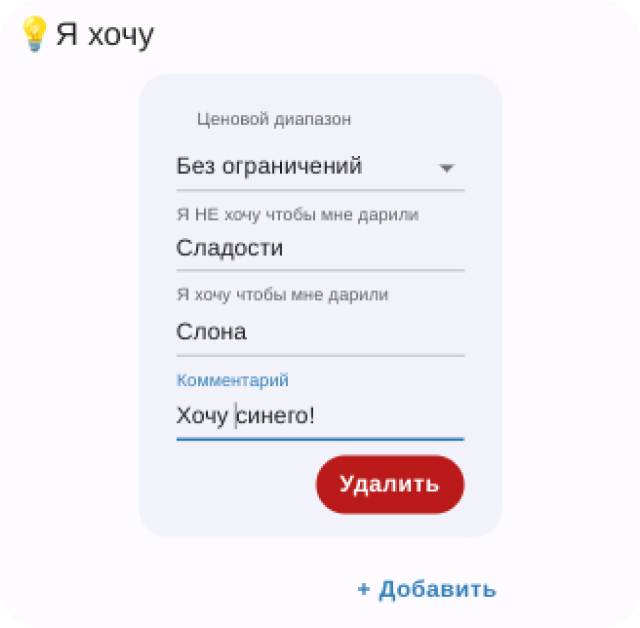 Я хочу
Ценовой диапазон
Без ограничений
Я НЕ хочу чтобы мне дарили
Сладости
Я хочу чтобы мне дарили
Слона
Комментарий
Хочу синего!
Удалить
+ Добавить